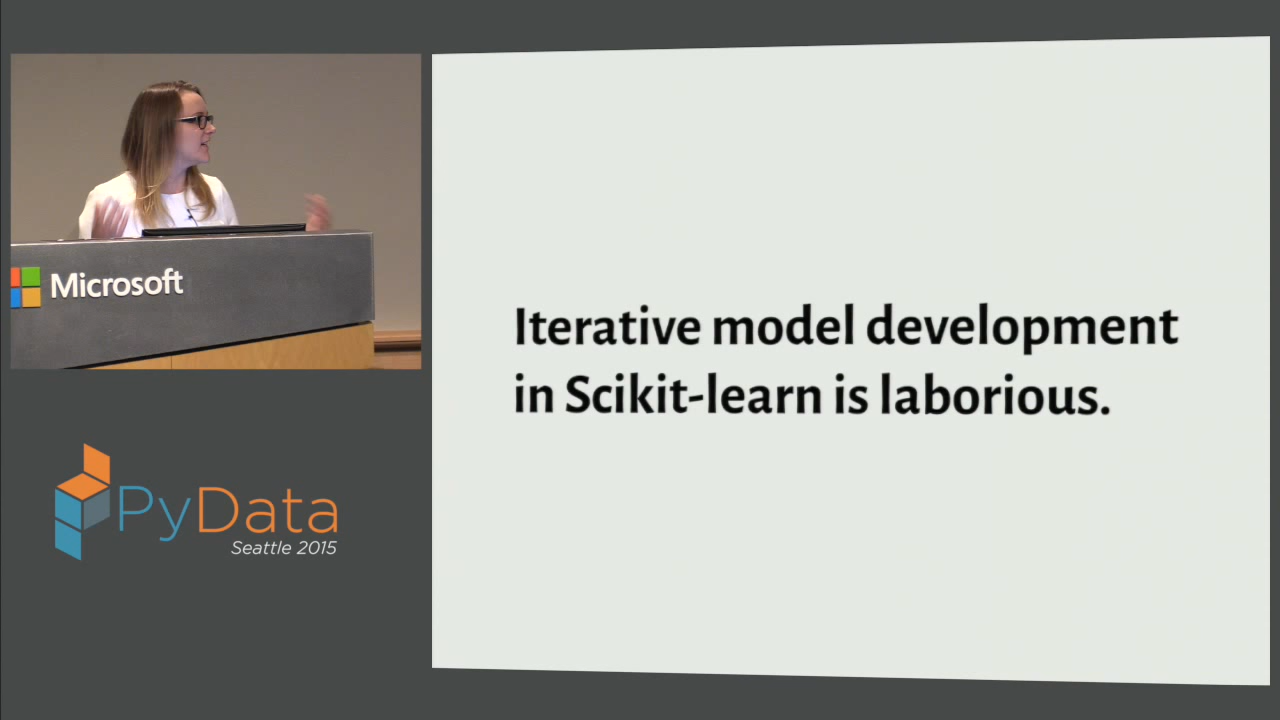 Microsoft
PyData
Seattle 2015
Iterative model development
in Scikit-learn is laborious.